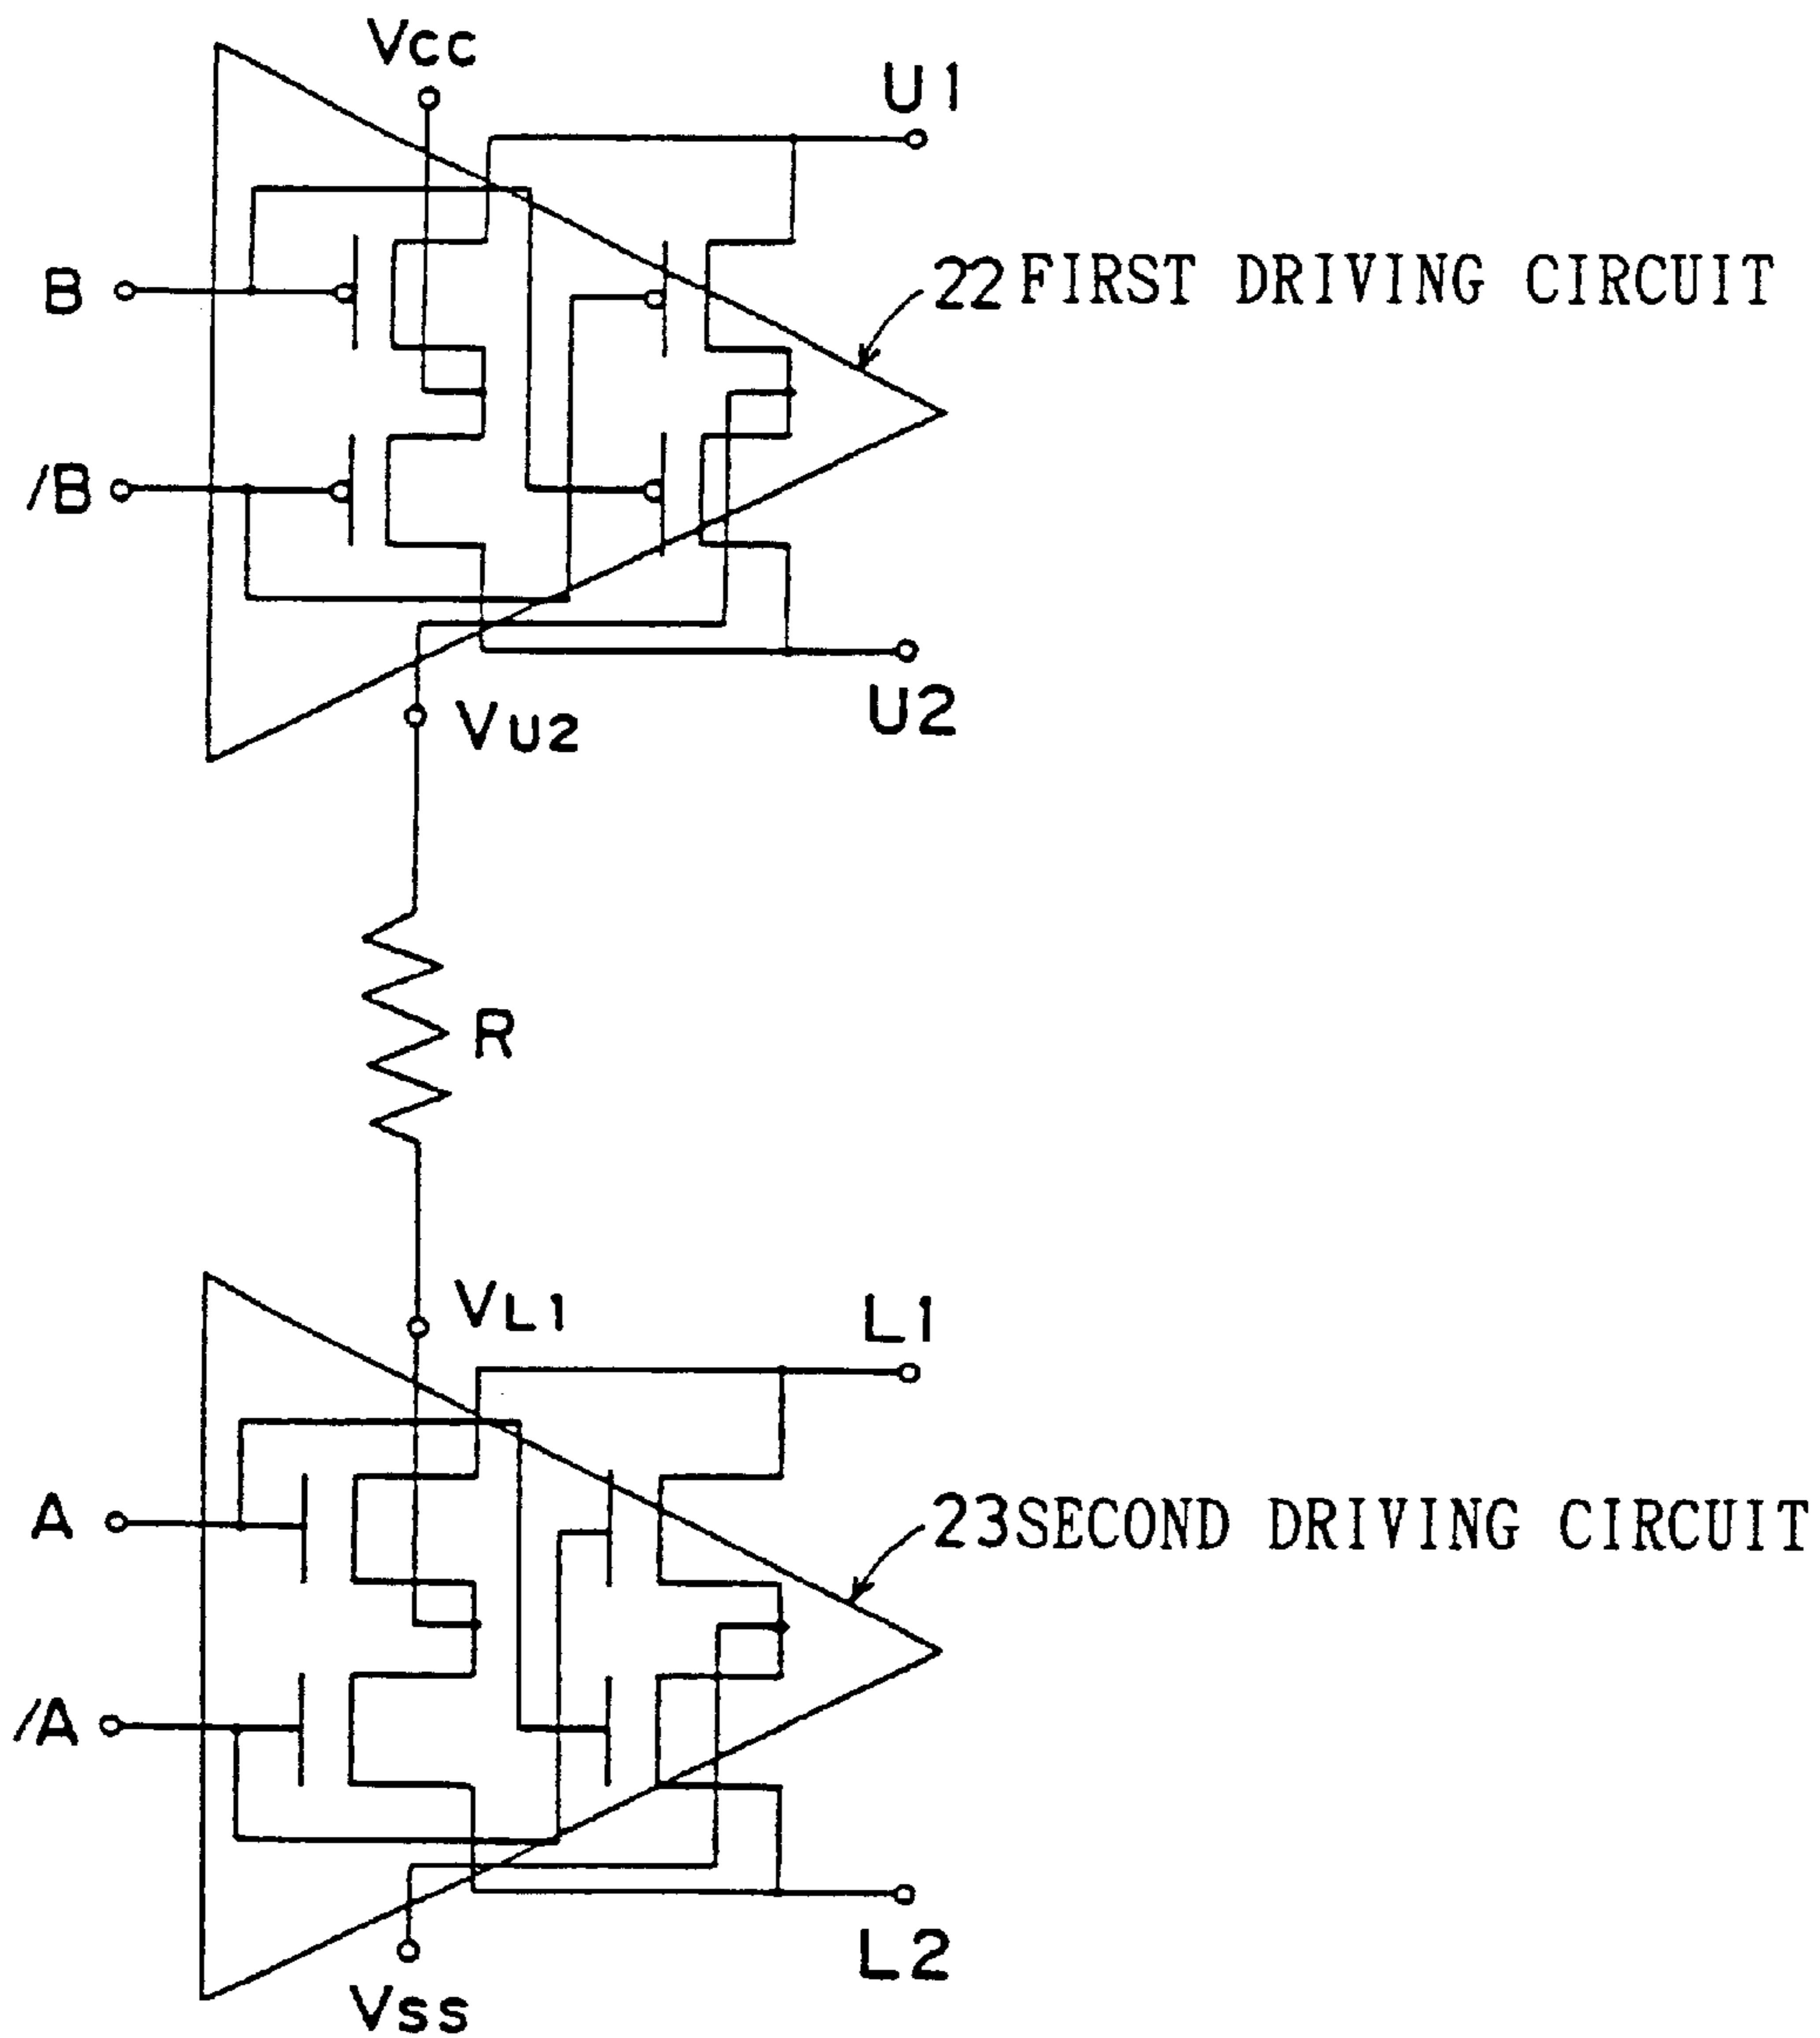 Vcc
U1
B
22 FIRST DRIVING CIRCUIT
/B
VU2
U2
R
VL1
L1
A
23 SECOND DRIVING CIRCUIT
/A
L2
Vss